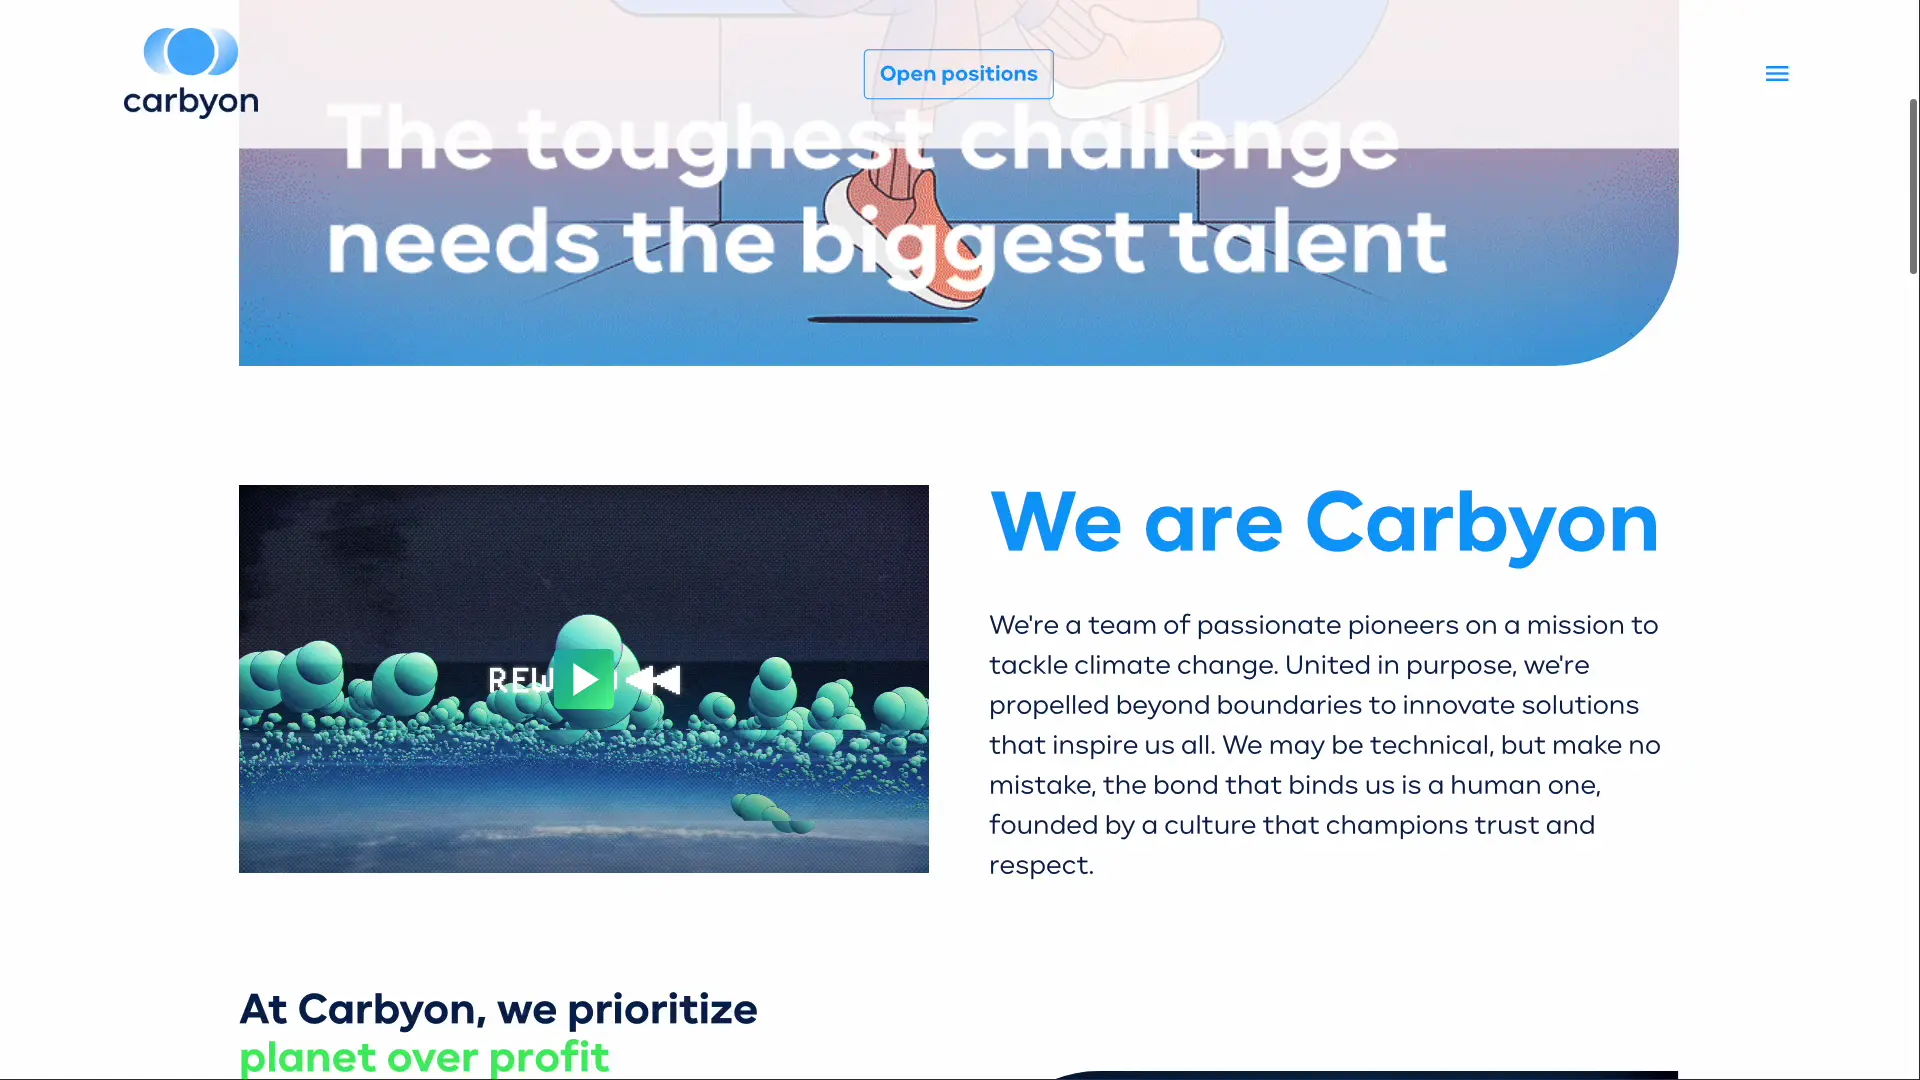 carbyon
Open positions
The toughest challenge
needs the biggest talent
We are Carbyon
We're a team of passionate pioneers on a mission to
tackle climate change. United in purpose, we're
propelled beyond boundaries to innovate solutions
that inspire us all. We may be technical, but make no
mistake, the bond that binds us is a human one,
founded by a culture that champions trust and
respect.
At Carbyon, we prioritize
planet over profit